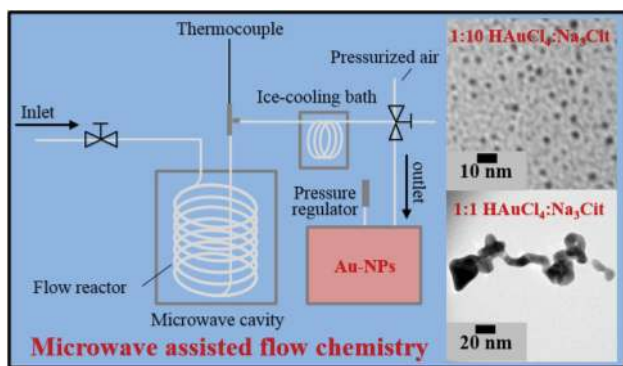 Thermocouple
Pressurized air
Ice-cooling bath
Inlet
outlet
Pressure
regulator
Au-NPs
Flow reactor
Microwave cavity
Microwave assisted flow chemistry
1:10 HAuCl₄:Na₃Cit
10 nm
1:1 HAuCl₄:Na₃Cit
20 nm